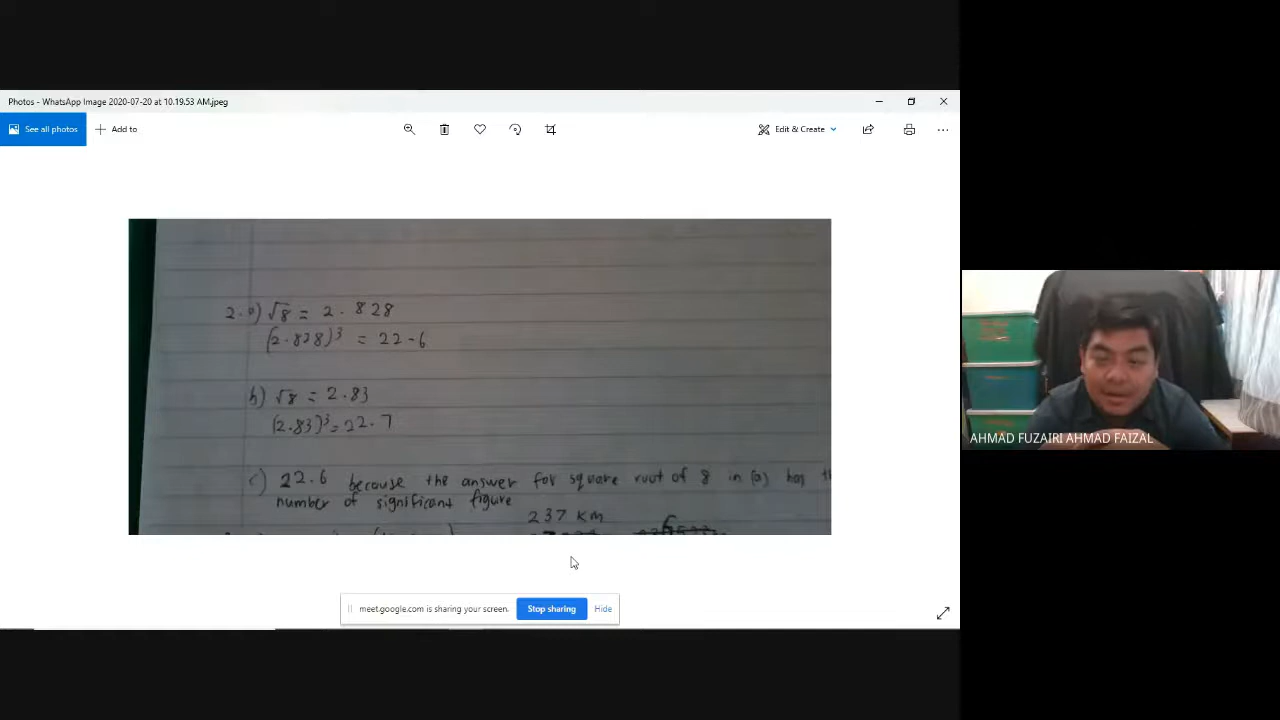 Photos - WhatsApp Image 2020-07-20 at 10.19.53 AM.jpeg
See all photos
Add to
Edit & Create
2. a) √8 = 2.828
(2.828)³ = 22.6
b) √8 = 2.83
(2.83)³ = 22.7
c) 22.6 because the answer for square root of 8 in (a) has
number of significant figure
237 km
AHMAD FUZAIRI AHMAD FAIZAL
meet.google.com is sharing your screen.
Stop sharing
Hide